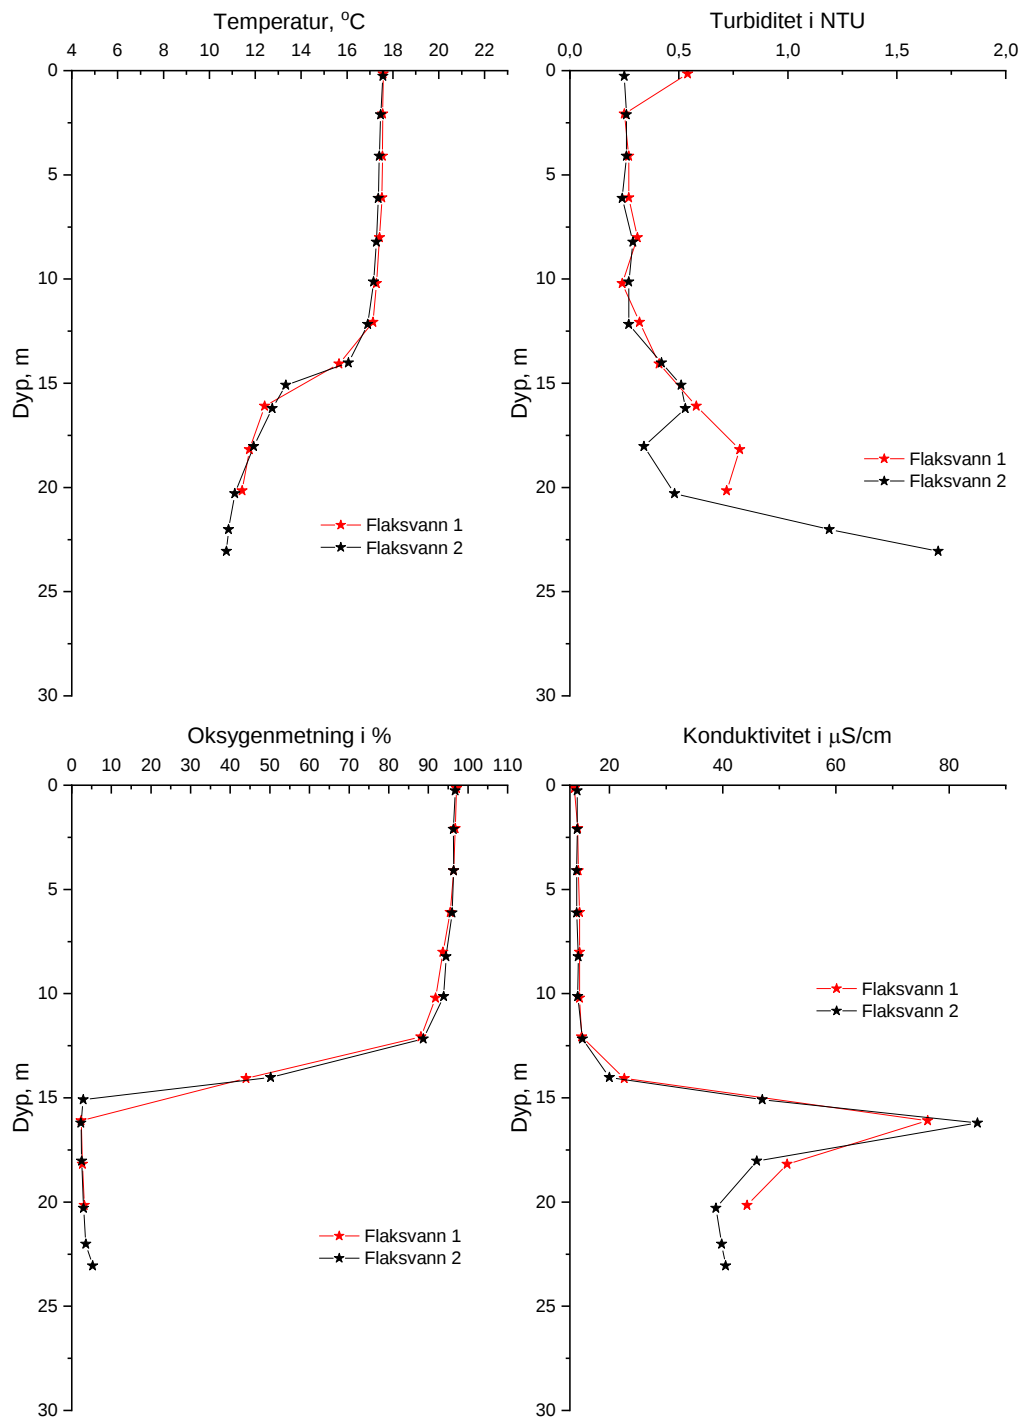 Temperatur, °C
4 6 8 10 12 14 16 18 20 22
0
5
10
15
20
25
30
Dyp, m
Flaksvann 1
Flaksvann 2
Turbiditet i NTU
0,0 0,5 1,0 1,5 2,0
0
5
10
15
20
25
30
Dyp, m
Flaksvann 1
Flaksvann 2
Oksygenmetning i %
0 10 20 30 40 50 60 70 80 90 100 110
0
5
10
15
20
25
30
Dyp, m
Flaksvann 1
Flaksvann 2
Konduktivitet i μS/cm
20 40 60 80
0
5
10
15
20
25
30
Dyp, m
Flaksvann 1
Flaksvann 2